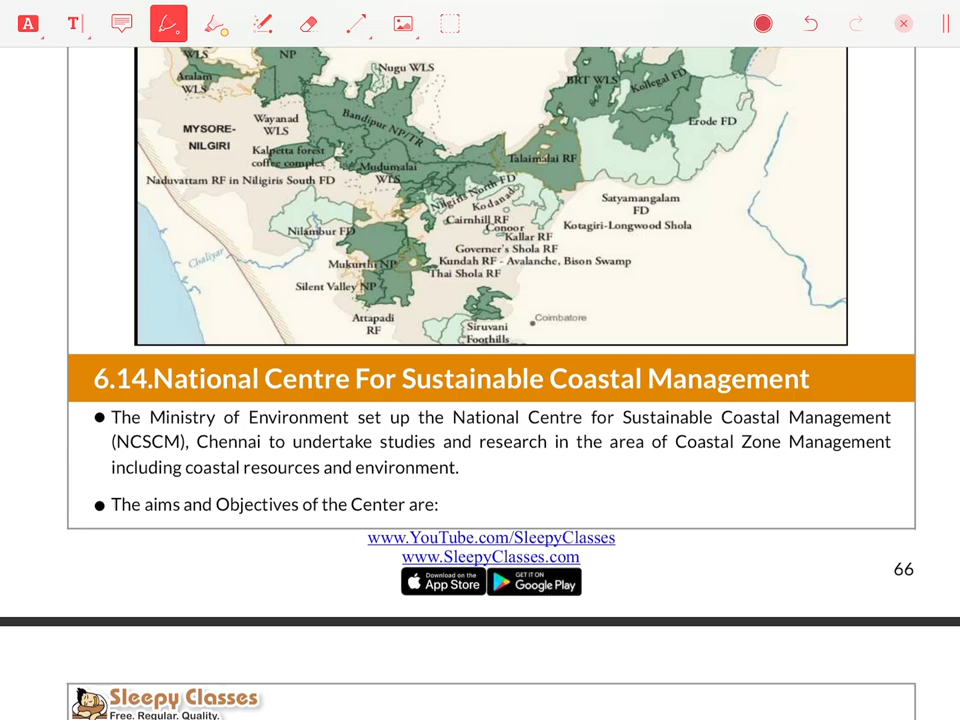 A T
WLS
NP
Nugu WLS
Aralam
WLS
BRT WLS
Kollegal FD
Wayanad
WLS
Bandipur NP/TR
Erode FD
MYSORE-
NILGIRI
Kalpetta forest
coffee complex
Mudumalai
WLS
Talaimalai RF
Naduvattam RF in Niligiris South FD
Nilgiris North FD
Kodanad
Satyamangalam
FD
Cairnhill RF
Conoor
Kotagiri-Longwood Shola
Nilambur FD
Kallar RF
Governer's Shola RF
Chaliyar
Mukurthi NP
Kundah RF - Avalanche, Bison Swamp
Thai Shola RF
Silent Valley NP
Attapadi
RF
Siruvani
Foothills
Coimbatore
6.14.National Centre For Sustainable Coastal Management
● The Ministry of Environment set up the National Centre for Sustainable Coastal Management
(NCSCM), Chennai to undertake studies and research in the area of Coastal Zone Management
including coastal resources and environment.
● The aims and Objectives of the Center are:
www.YouTube.com/SleepyClasses
www.SleepyClasses.com
Download on the
App Store
GET IT ON
Google Play
66
Sleepy Classes
Free. Regular. Quality.